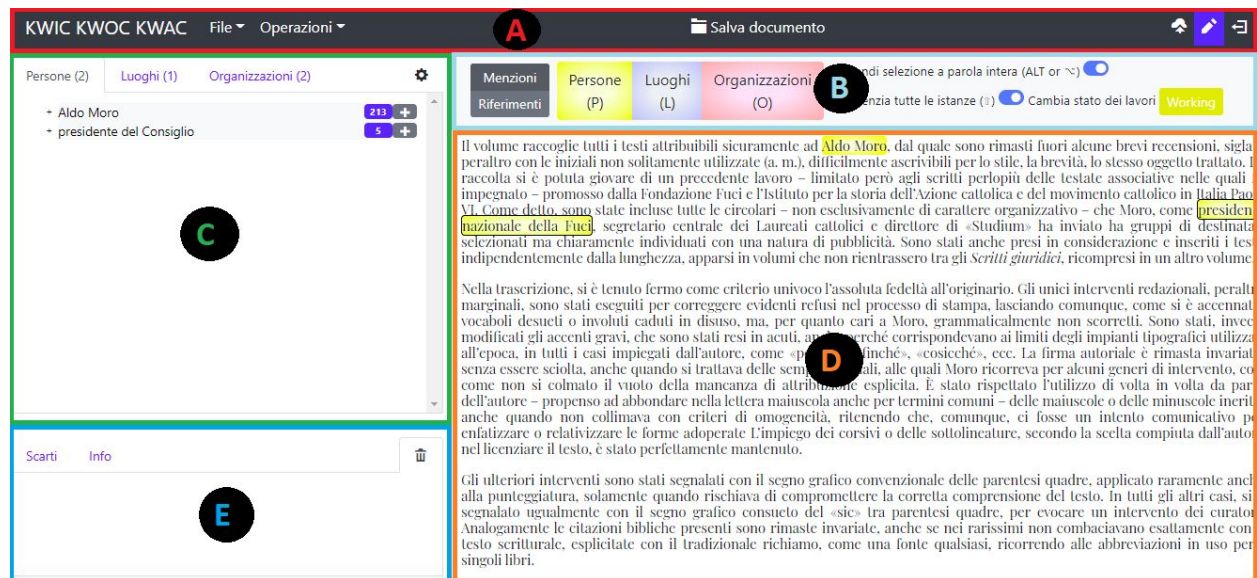 KWIC KWOC KWAC File Operazioni A Salva documento
Persone (2) Luoghi (1) Organizzazioni (2)
Aldo Moro 213
presidente del Consiglio 5
C
Scarti Info
E
Menzioni
Riferimenti
Persone
(P)
Luoghi
(L)
Organizzazioni
(O)
B
ndi selezione a parola intera (ALT or ⌥)
enzia tutte le istanze (⇧) Cambia stato dei lavori Working
Il volume raccoglie tutti i testi attribuibili sicuramente ad Aldo Moro, dal quale sono rimasti fuori alcune brevi recensioni, sigla
peraltro con le iniziali non solitamente utilizzate (a. m.), difficilmente ascrivibili per lo stile, la brevità, lo stesso oggetto trattato.
raccolta si è potuta giovare di un precedente lavoro – limitato però agli scritti perlopiù delle testate associative nelle quali
impegnato – promosso dalla Fondazione Fuci e l'Istituto per la storia dell'Azione cattolica e del movimento cattolico in Italia Pao
VI. Come detto, sono state incluse tutte le circolari – non esclusivamente di carattere organizzativo – che Moro, come presiden
nazionale della Fuci, segretario centrale dei Laureati cattolici e direttore di «Studium» ha inviato ha gruppi di destinata
selezionati ma chiaramente individuati con una natura di pubblicità. Sono stati anche presi in considerazione e inseriti i tes
indipendentemente dalla lunghezza, apparsi in volumi che non rientrassero tra gli Scritti giuridici, ricompresi in un altro volume.
Nella trascrizione, si è tenuto fermo come criterio univoco l'assoluta fedeltà all'originario. Gli unici interventi redazionali, peralt
marginali, sono stati eseguiti per correggere evidenti refusi nel processo di stampa, lasciando comunque, come si è accennat
vocaboli desueti o involuti caduti in disuso, ma, per quanto cari a Moro, grammaticalmente non scorretti. Sono stati, invec
modificati gli accenti gravi, che sono stati resi in acuti, an perché corrispondevano ai limiti degli impianti tipografici utilizza
all'epoca, in tutti i casi impiegati dall'autore, come «p finché», «cosicché», ecc. La firma autoriale è rimasta invariat
senza essere sciolta, anche quando si trattava delle sem D ali, alle quali Moro ricorreva per alcuni generi di intervento, co
come non si colmato il vuoto della mancanza di attribuzione esplicita. È stato rispettato l'utilizzo di volta in volta da par
dell'autore – propenso ad abbondare nella lettera maiuscola anche per termini comuni – delle maiuscole o delle minuscole inerit
anche quando non collimava con criteri di omogeneità, ritenendo che, comunque, ci fosse un intento comunicativo p
enfatizzare o relativizzare le forme adoperate L'impiego dei corsivi o delle sottolineature, secondo la scelta compiuta dall'auto
nel licenziare il testo, è stato perfettamente mantenuto.
Gli ulteriori interventi sono stati segnalati con il segno grafico convenzionale delle parentesi quadre, applicato raramente anch
alla punteggiatura, solamente quando rischiava di compromettere la corretta comprensione del testo. In tutti gli altri casi, si
segnalato ugualmente con il segno grafico consueto del «sic» tra parentesi quadre, per evocare un intervento dei curator
Analogamente le citazioni bibliche presenti sono rimaste invariate, anche se nei rarissimi non combaciavano esattamente con
testo scritturale, esplicitate con il tradizionale richiamo, come una fonte qualsiasi, ricorrendo alle abbreviazioni in uso per
singoli libri.